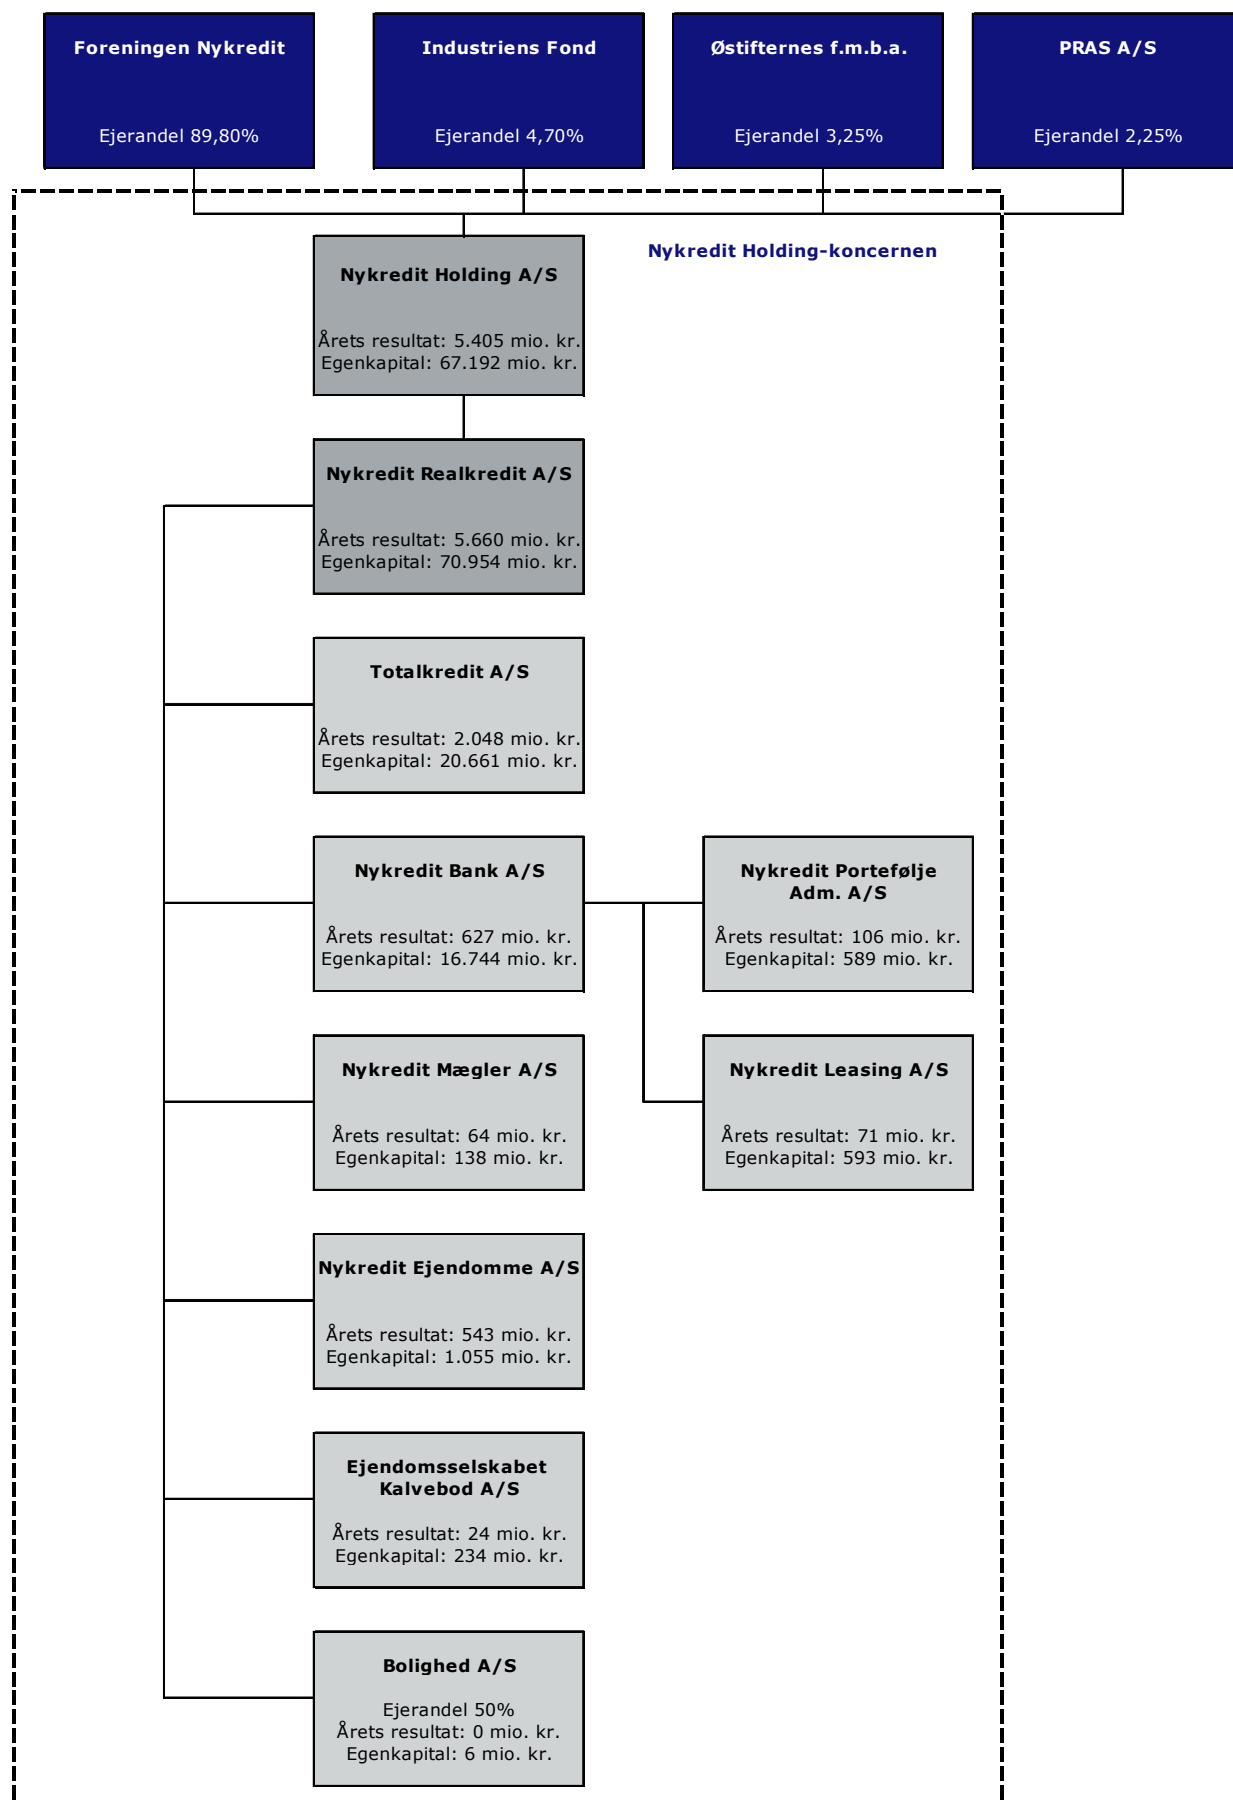 Foreningen Nykredit
Ejerandel 89,80%
Industriens Fond
Ejerandel 4,70%
Østifternes f.m.b.a.
Ejerandel 3,25%
PRAS A/S
Ejerandel 2,25%
Nykredit Holding-koncernen
Nykredit Holding A/S
Årets resultat: 5.405 mio. kr.
Egenkapital: 67.192 mio. kr.
Nykredit Realkredit A/S
Årets resultat: 5.660 mio. kr.
Egenkapital: 70.954 mio. kr.
Totalkredit A/S
Årets resultat: 2.048 mio. kr.
Egenkapital: 20.661 mio. kr.
Nykredit Bank A/S
Årets resultat: 627 mio. kr.
Egenkapital: 16.744 mio. kr.
Nykredit Portefølje
Adm. A/S
Årets resultat: 106 mio. kr.
Egenkapital: 589 mio. kr.
Nykredit Mægler A/S
Årets resultat: 64 mio. kr.
Egenkapital: 138 mio. kr.
Nykredit Leasing A/S
Årets resultat: 71 mio. kr.
Egenkapital: 593 mio. kr.
Nykredit Ejendomme A/S
Årets resultat: 543 mio. kr.
Egenkapital: 1.055 mio. kr.
Ejendomsselskabet
Kalvebod A/S
Årets resultat: 24 mio. kr.
Egenkapital: 234 mio. kr.
Bolighed A/S
Ejerandel 50%
Årets resultat: 0 mio. kr.
Egenkapital: 6 mio. kr.